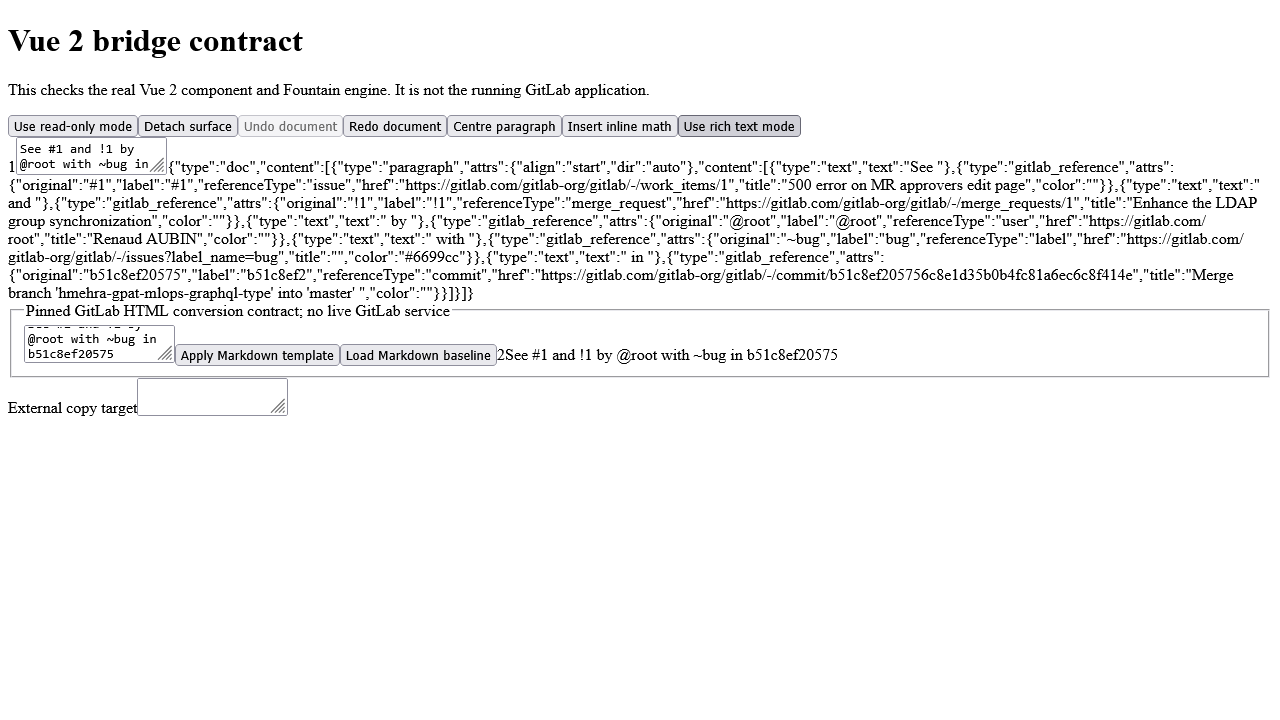 Vue 2 bridge contract
This checks the real Vue 2 component and Fountain engine. It is not the running GitLab application.
Use read-only mode Detach surface Undo document Redo document Centre paragraph Insert inline math Use rich text mode
See #1 and !1 by
1 @root with ~bug in {"type":"doc","content":[{"type":"paragraph","attrs":{"align":"start","dir":"auto"},"content":[{"type":"text","text":"See "},{"type":"gitlab_reference","attrs":
{"original":"#1","label":"#1","referenceType":"issue","href":"https://gitlab.com/gitlab-org/gitlab/-/work_items/1","title":"500 error on MR approvers edit page","color":""}},{"type":"text","text":"
and "},{"type":"gitlab_reference","attrs":{"original":"!1","label":"!1","referenceType":"merge_request","href":"https://gitlab.com/gitlab-org/gitlab/-/merge_requests/1","title":"Enhance the LDAP
group synchronization","color":""}},{"type":"text","text":" by "},{"type":"gitlab_reference","attrs":{"original":"@root","label":"@root","referenceType":"user","href":"https://gitlab.com/
root","title":"Renaud AUBIN","color":""}},{"type":"text","text":" with "},{"type":"gitlab_reference","attrs":{"original":"~bug","label":"bug","referenceType":"label","href":"https://gitlab.com/
gitlab-org/gitlab/-/issues?label_name=bug","title":"","color":"#6699cc"}},{"type":"text","text":" in "},{"type":"gitlab_reference","attrs":
{"original":"b51c8ef20575","label":"b51c8ef2","referenceType":"commit","href":"https://gitlab.com/gitlab-org/gitlab/-/commit/b51c8ef205756c8e1d35b0b4fc81a6ec6c8f414e","title":"Merge
branch 'hmehra-gpat-mlops-graphql-type' into 'master' ","color":""}}]}]}
Pinned GitLab HTML conversion contract; no live GitLab service
See #1 and !1 by
@root with ~bug in
b51c8ef20575 Apply Markdown template Load Markdown baseline 2See #1 and !1 by @root with ~bug in b51c8ef20575
External copy target